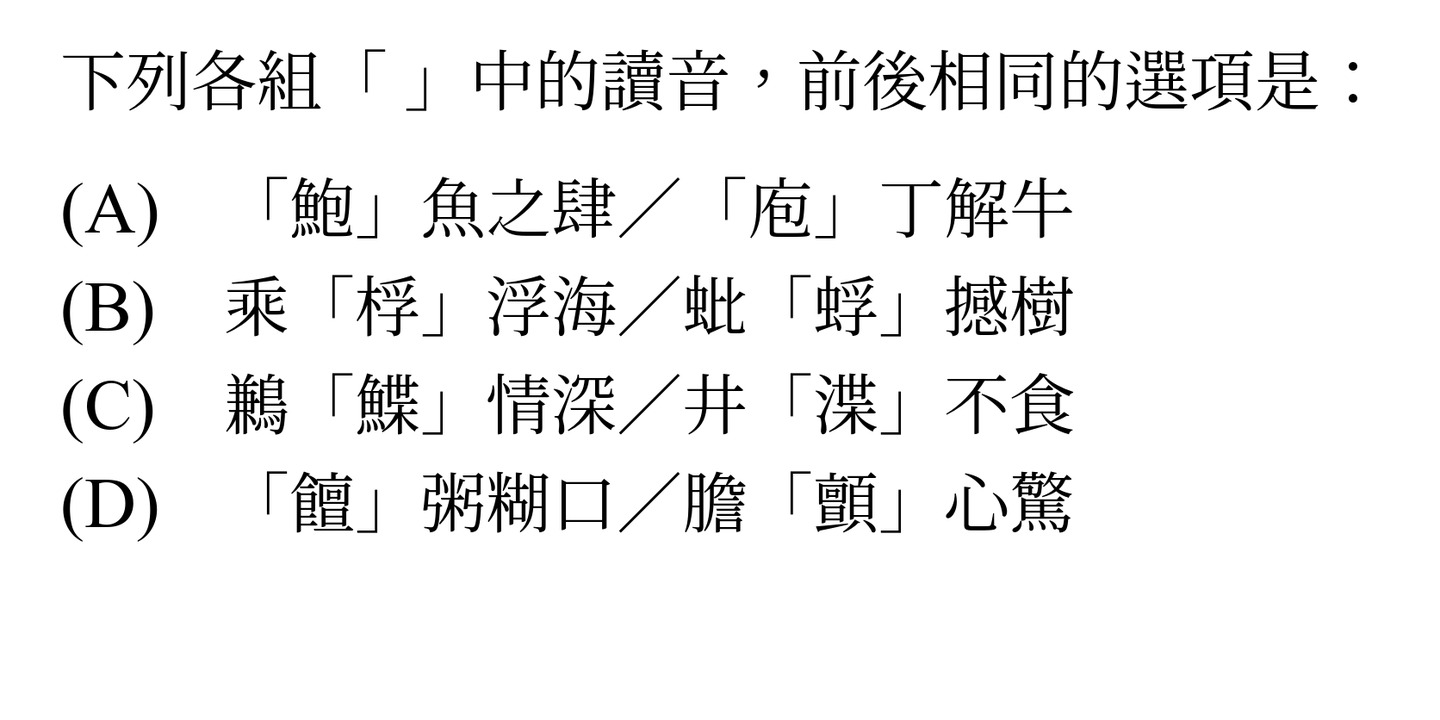 下列各組「 」中的讀音，前後相同的選項是：
(A) 「鮑」魚之肆／「庖」丁解牛
(B) 乘「桴」浮海／蚍「蜉」撼樹
(C) 鶼「鰈」情深／井「渫」不食
(D) 「饘」粥糊口／膽「顫」心驚